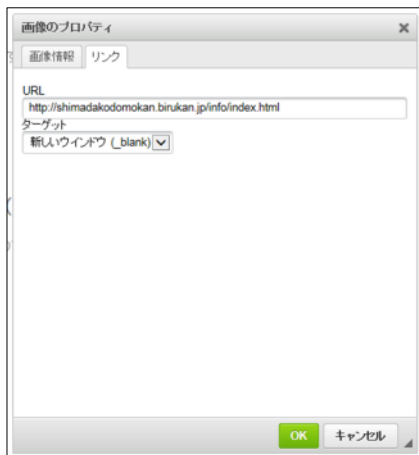 画像のプロパティ
画像情報 リンク
URL
http://shimadakodomokan.birukan.jp/info/index.html
ターゲット
新しいウインドウ (_blank)
OK キャンセル